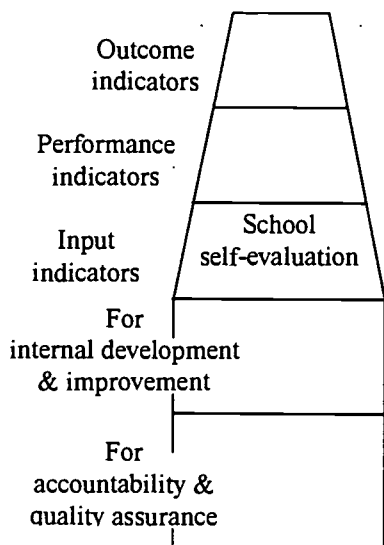 Outcome
indicators
Performance
indicators
Input
indicators
School
self-evaluation
For
internal development
& improvement
For
accountability &
quality assurance